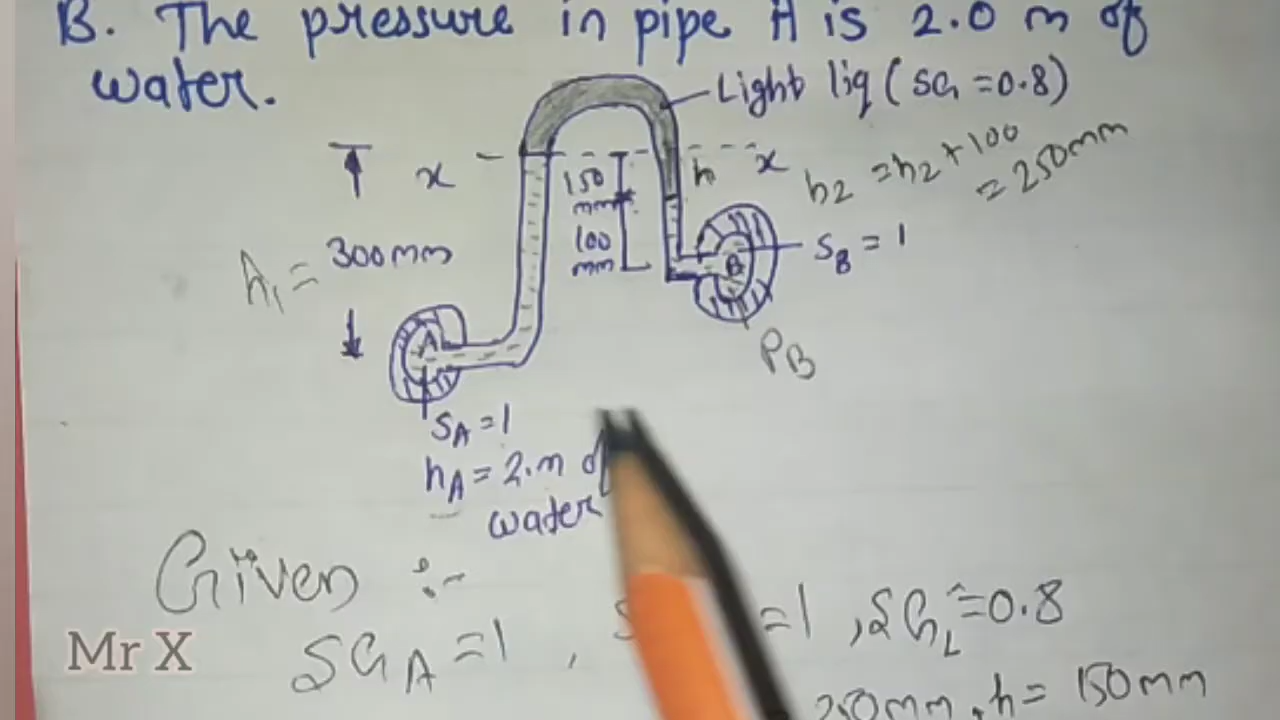 B. The pressure in pipe A is 2.0 m of
water.
Light liq (SG = 0.8)
x
150
mm
h
x
h2 = h2 + 100
= 250mm
h1 =
300mm
100
mm
B
SB = 1
A
PB
SA = 1
hA = 2.m of
water
Given :-
SGA = 1 , S = 1 , SGL = 0.8
250mm, h = 150mm
Mr X